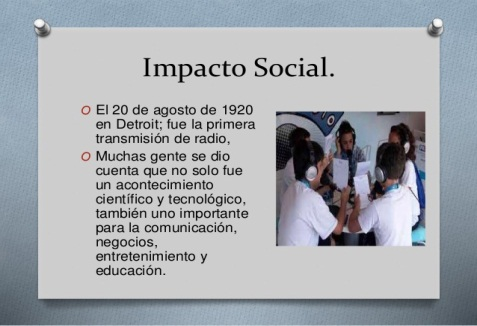 Impacto Social.
O El 20 de agosto de 1920
en Detroit; fue la primera
transmisión de radio,
O Muchas gente se dio
cuenta que no solo fue
un acontecimiento
científico y tecnológico,
también uno importante
para la comunicación,
negocios,
entretenimiento y
educación.